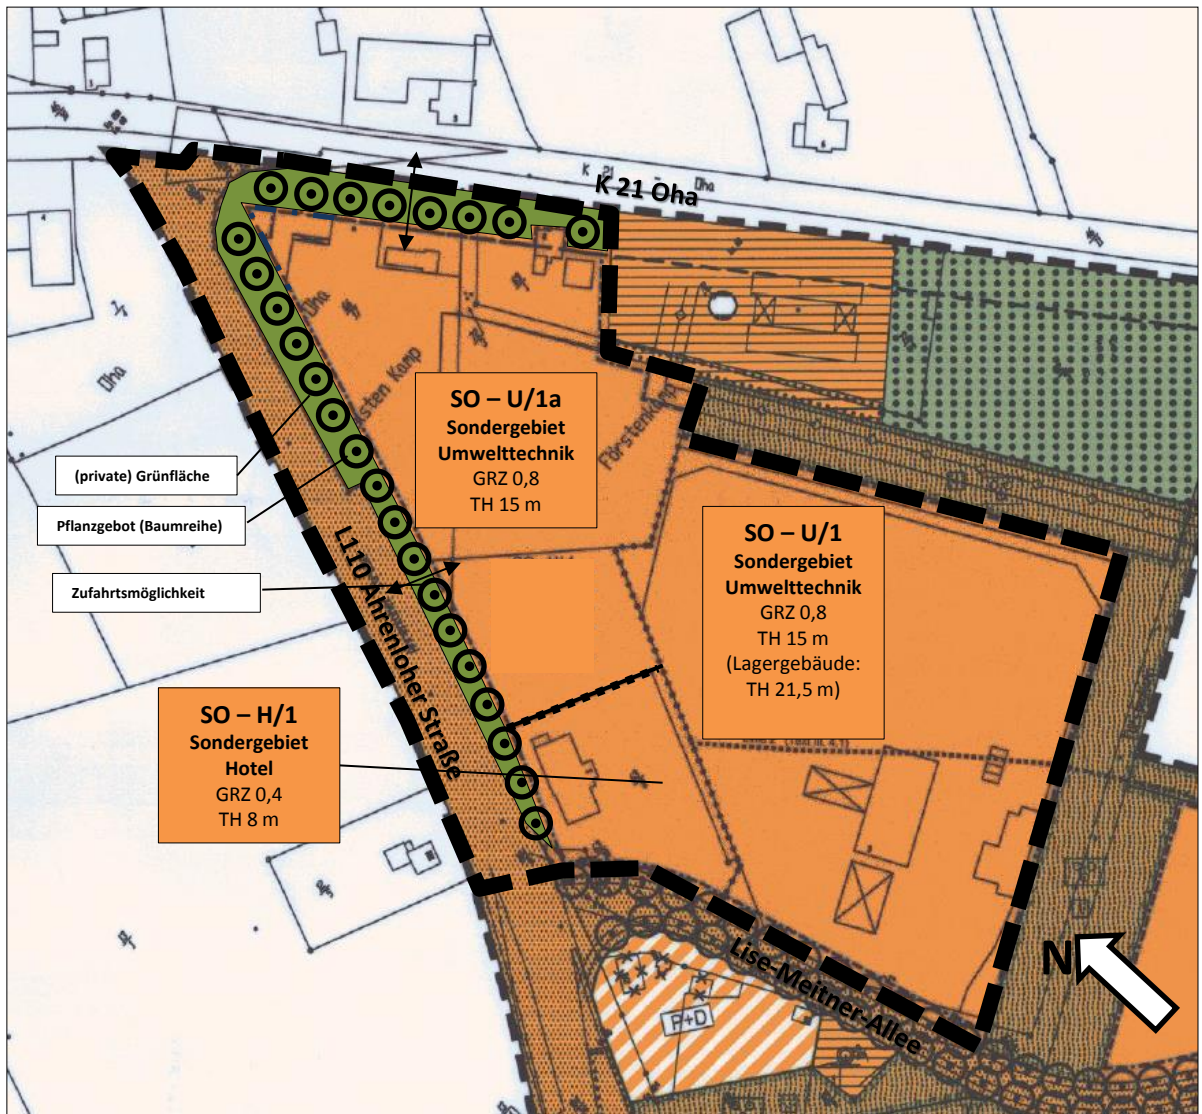 K 21 Oha
K 21 - Oha
Oha
Oha
SO – U/1a
Sondergebiet
Umwelttechnik
GRZ 0,8
TH 15 m
Förstenkamp
(private) Grünfläche
Pflanzgebot (Baumreihe)
Zufahrtsmöglichkeit
L110 Ahrenloher Straße
SO – U/1
Sondergebiet
Umwelttechnik
GRZ 0,8
TH 15 m
(Lagergebäude:
TH 21,5 m)
SO – H/1
Sondergebiet
Hotel
GRZ 0,4
TH 8 m
Lise-Meitner-Allee
P+D
N